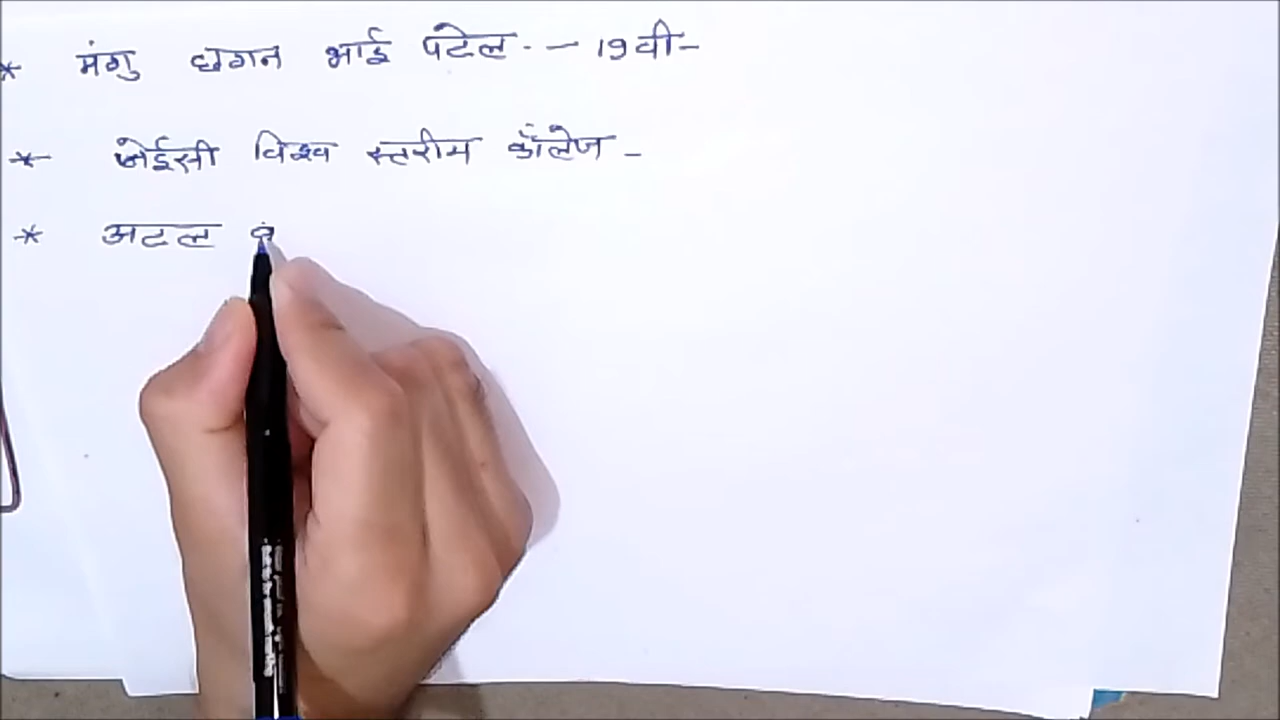 * मंगु छगन भाई पटेल - — 19वी -
* जेईसी विश्व स्तरीय कॉलेज -
* अटल